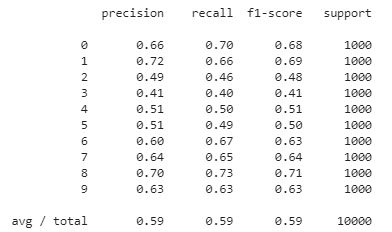 precision recall f1-score support
0 0.66 0.70 0.68 1000
1 0.72 0.66 0.69 1000
2 0.49 0.46 0.48 1000
3 0.41 0.40 0.41 1000
4 0.51 0.50 0.51 1000
5 0.51 0.49 0.50 1000
6 0.60 0.67 0.63 1000
7 0.64 0.65 0.64 1000
8 0.70 0.73 0.71 1000
9 0.63 0.63 0.63 1000
avg / total 0.59 0.59 0.59 10000